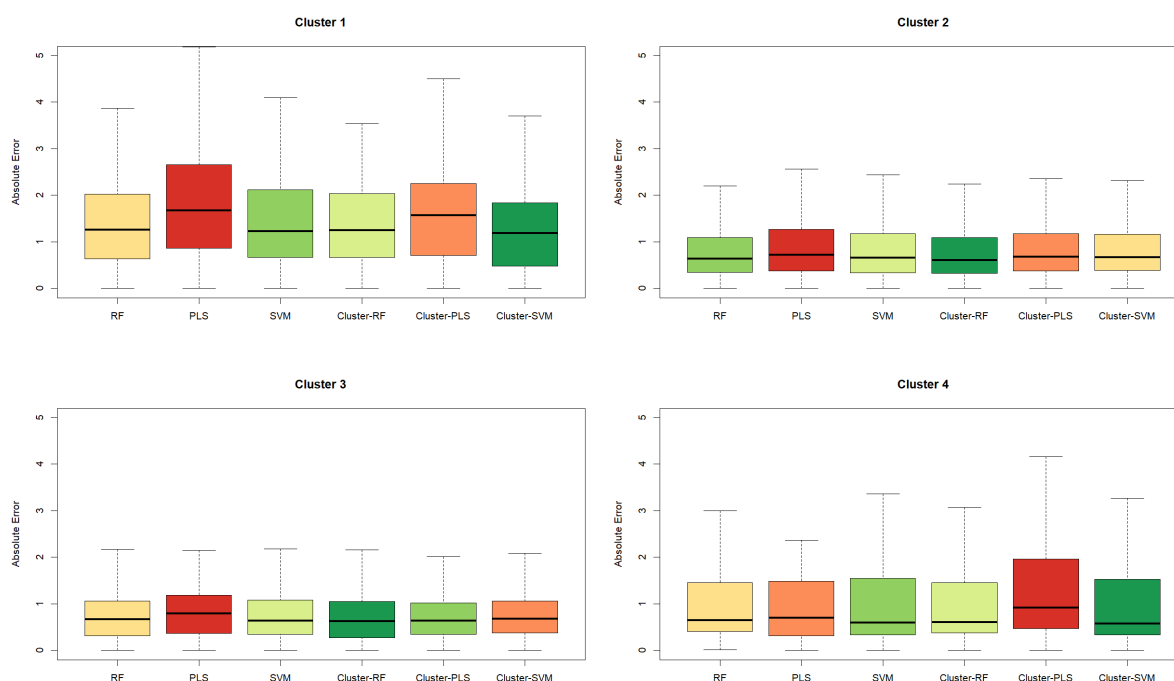 Cluster 1
Absolute Error
0 1 2 3 4 5
RF PLS SVM Cluster-RF Cluster-PLS Cluster-SVM
Cluster 2
Absolute Error
0 1 2 3 4 5
RF PLS SVM Cluster-RF Cluster-PLS Cluster-SVM
Cluster 3
Absolute Error
0 1 2 3 4 5
RF PLS SVM Cluster-RF Cluster-PLS Cluster-SVM
Cluster 4
Absolute Error
0 1 2 3 4 5
RF PLS SVM Cluster-RF Cluster-PLS Cluster-SVM